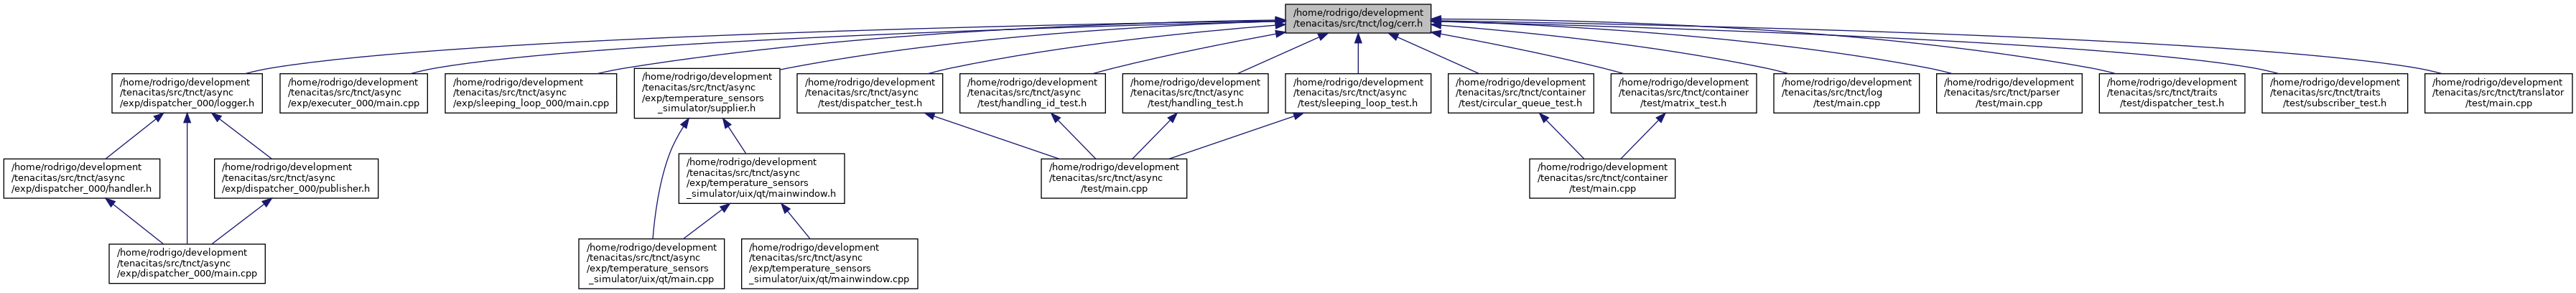 /home/rodrigo/development
/tenacitas/src/tnct/log/cerr.h
/home/rodrigo/development
/tenacitas/src/tnct/async
/exp/dispatcher_000/logger.h
/home/rodrigo/development
/tenacitas/src/tnct/async
/exp/executer_000/main.cpp
/home/rodrigo/development
/tenacitas/src/tnct/async
/exp/sleeping_loop_000/main.cpp
/home/rodrigo/development
/tenacitas/src/tnct/async
/exp/temperature_sensors
_simulator/supplier.h
/home/rodrigo/development
/tenacitas/src/tnct/async
/test/dispatcher_test.h
/home/rodrigo/development
/tenacitas/src/tnct/async
/test/handling_id_test.h
/home/rodrigo/development
/tenacitas/src/tnct/async
/test/handling_test.h
/home/rodrigo/development
/tenacitas/src/tnct/async
/test/sleeping_loop_test.h
/home/rodrigo/development
/tenacitas/src/tnct/container
/test/circular_queue_test.h
/home/rodrigo/development
/tenacitas/src/tnct/container
/test/matrix_test.h
/home/rodrigo/development
/tenacitas/src/tnct/log
/test/main.cpp
/home/rodrigo/development
/tenacitas/src/tnct/parser
/test/main.cpp
/home/rodrigo/development
/tenacitas/src/tnct/traits
/test/dispatcher_test.h
/home/rodrigo/development
/tenacitas/src/tnct/traits
/test/subscriber_test.h
/home/rodrigo/development
/tenacitas/src/tnct/translator
/test/main.cpp
/home/rodrigo/development
/tenacitas/src/tnct/async
/exp/dispatcher_000/handler.h
/home/rodrigo/development
/tenacitas/src/tnct/async
/exp/dispatcher_000/publisher.h
/home/rodrigo/development
/tenacitas/src/tnct/async
/exp/temperature_sensors
_simulator/uix/qt/mainwindow.h
/home/rodrigo/development
/tenacitas/src/tnct/async
/test/main.cpp
/home/rodrigo/development
/tenacitas/src/tnct/container
/test/main.cpp
/home/rodrigo/development
/tenacitas/src/tnct/async
/exp/dispatcher_000/main.cpp
/home/rodrigo/development
/tenacitas/src/tnct/async
/exp/temperature_sensors
_simulator/uix/qt/main.cpp
/home/rodrigo/development
/tenacitas/src/tnct/async
/exp/temperature_sensors
_simulator/uix/qt/mainwindow.cpp